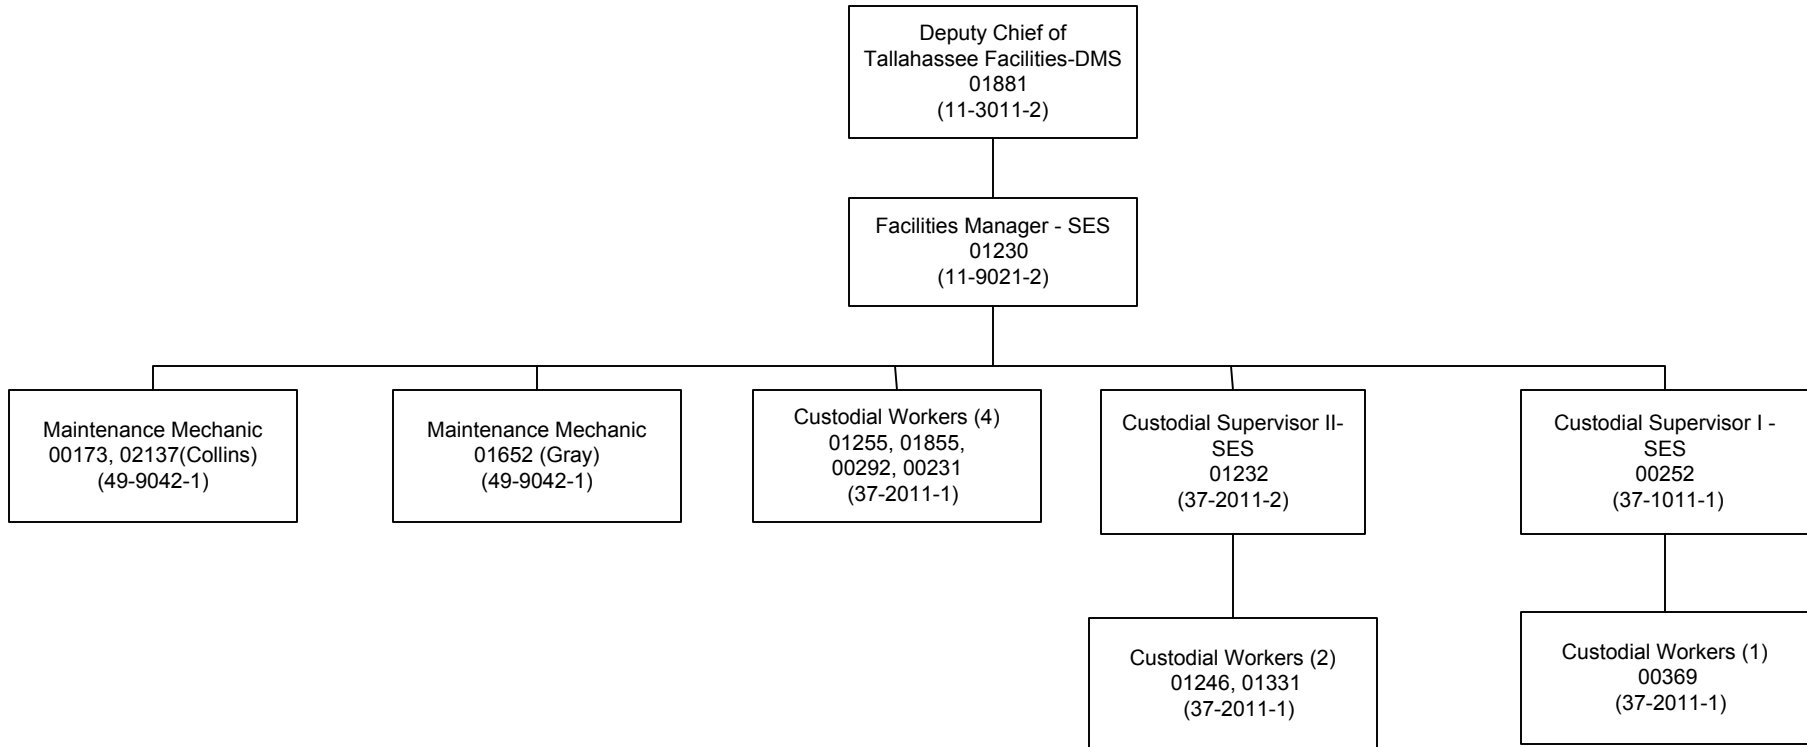 Deputy Chief of
Tallahassee Facilities-DMS
01881
(11-3011-2)
Facilities Manager - SES
01230
(11-9021-2)
Maintenance Mechanic
00173, 02137(Collins)
(49-9042-1)
Maintenance Mechanic
01652 (Gray)
(49-9042-1)
Custodial Workers (4)
01255, 01855,
00292, 00231
(37-2011-1)
Custodial Supervisor II-
SES
01232
(37-2011-2)
Custodial Supervisor I -
SES
00252
(37-1011-1)
Custodial Workers (2)
01246, 01331
(37-2011-1)
Custodial Workers (1)
00369
(37-2011-1)